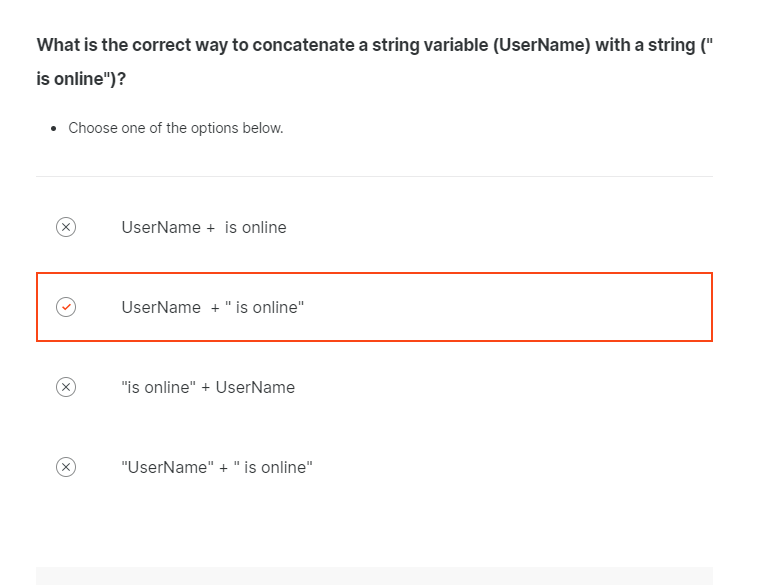 What is the correct way to concatenate a string variable (UserName) with a string ("
is online")?
Choose one of the options below.
UserName +  is online
UserName  + " is online"
"is online" + UserName
"UserName" + " is online"